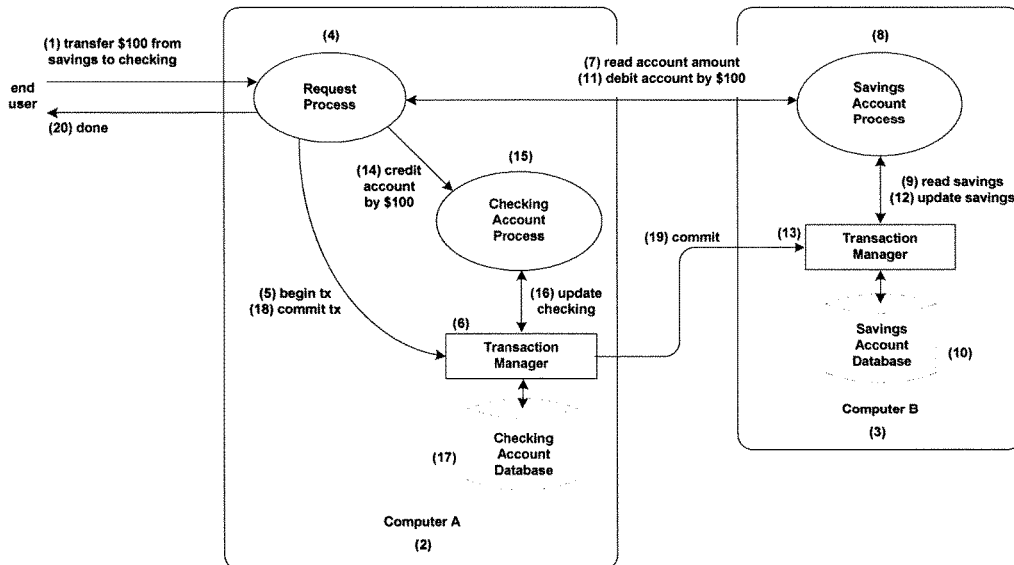 (4)
(8)
(1) transfer $100 from
savings to checking
(7) read account amount
(11) debit account by $100
Request
Process
Savings
Account
Process
end
user
(20) done
(15)
(14) credit
account
by $100
(9) read savings
(12) update savings
Checking
Account
Process
(19) commit
(13)
Transaction
Manager
(5) begin tx
(18) commit tx
(16) update
checking
(6)
Transaction
Manager
Savings
Account
Database
(10)
Computer B
(3)
Checking
Account
Database
(17)
Computer A
(2)